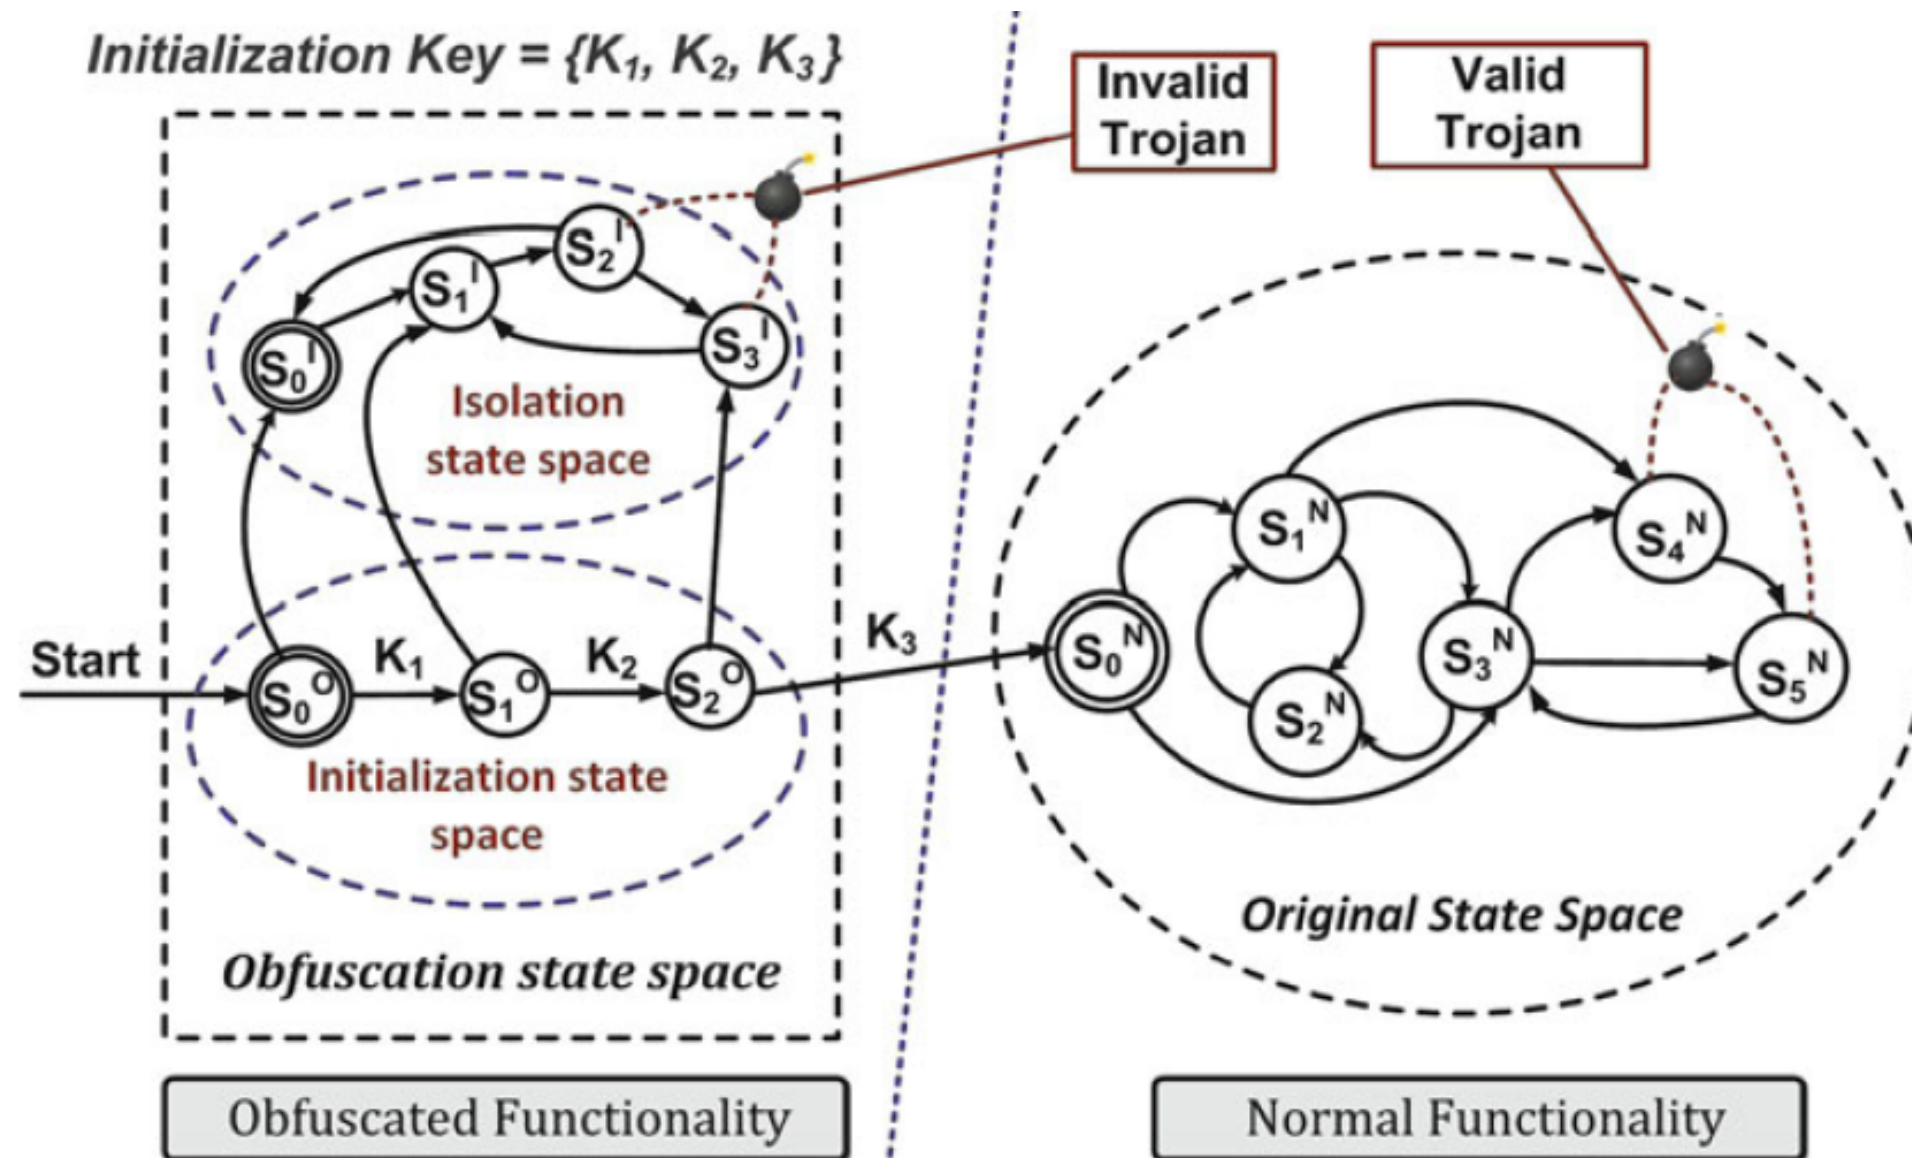 Initialization Key = {K₁, K₂, K₃}
Invalid
Trojan
Valid
Trojan
S₂ᴵ
S₁ᴵ
S₃ᴵ
S₀ᴵ
Isolation
state space
Start
K₁
K₂
K₃
S₀ᴼ
S₁ᴼ
S₂ᴼ
Initialization state
space
Obfuscation state space
S₁ᴺ
S₄ᴺ
S₀ᴺ
S₃ᴺ
S₅ᴺ
S₂ᴺ
Original State Space
Obfuscated Functionality
Normal Functionality